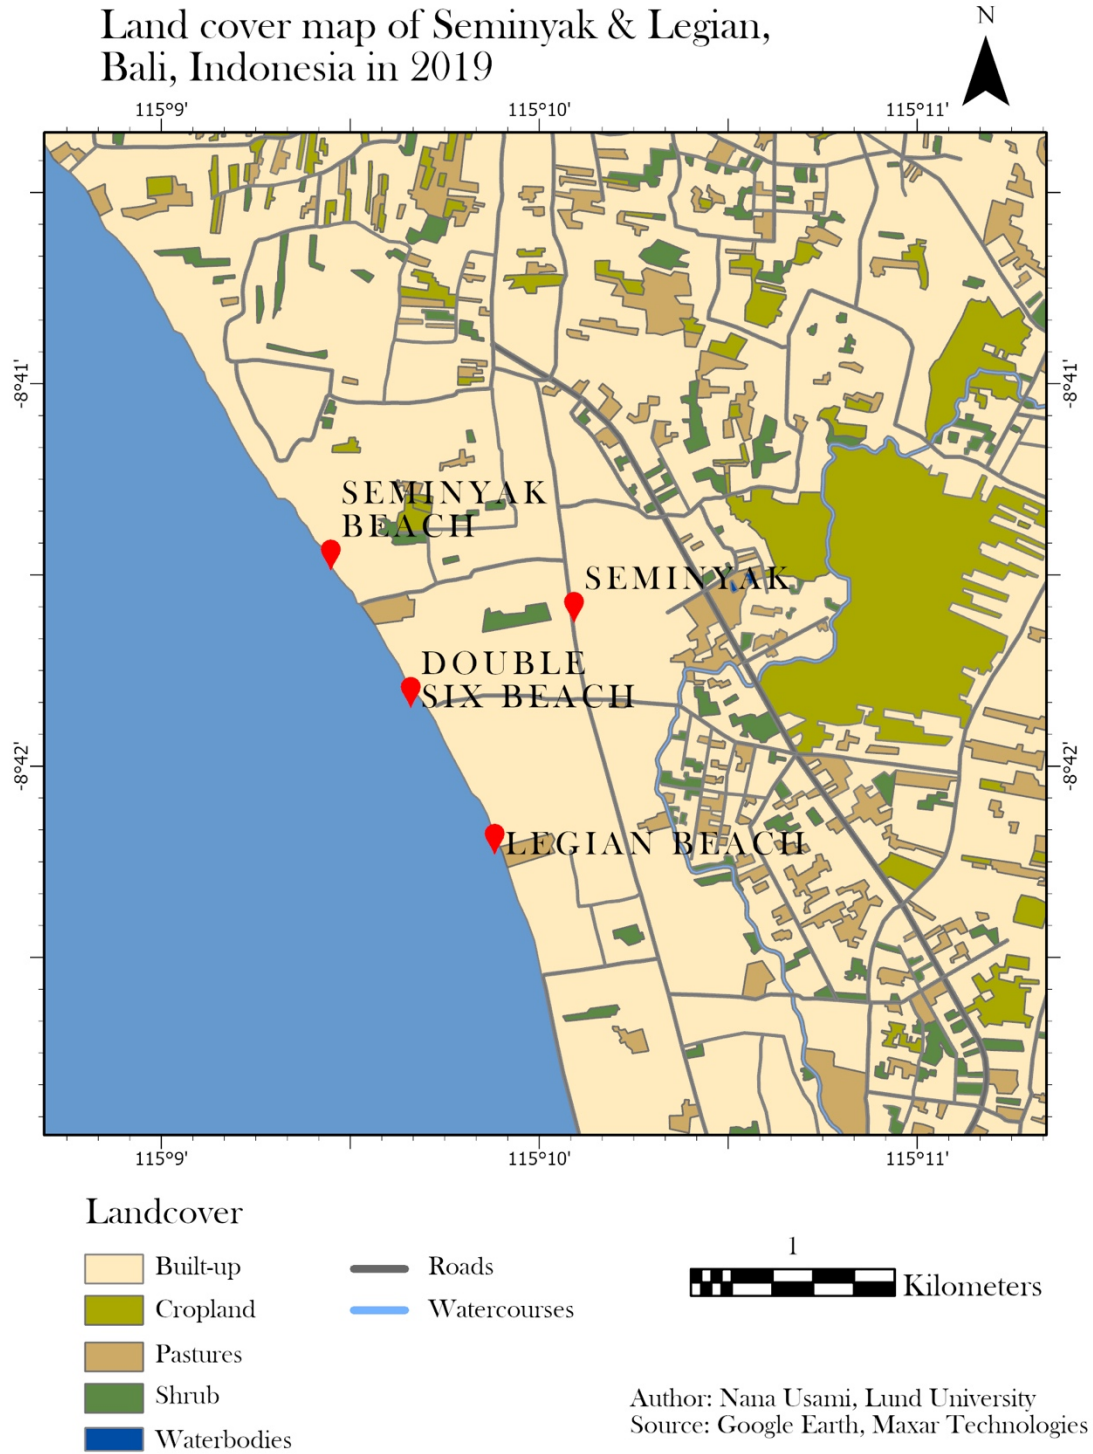 Land cover map of Seminyak & Legian,
Bali, Indonesia in 2019
N
115°9'
115°10'
115°11'
-8°41'
-8°41'
SEMINYAK
BEACH
SEMINYAK
DOUBLE
SIX BEACH
-8°42'
-8°42'
LEGIAN BEACH
115°9'
115°10'
115°11'
Landcover
Built-up
Cropland
Pastures
Shrub
Waterbodies
Roads
Watercourses
1
Kilometers
Author: Nana Usami, Lund University
Source: Google Earth, Maxar Technologies